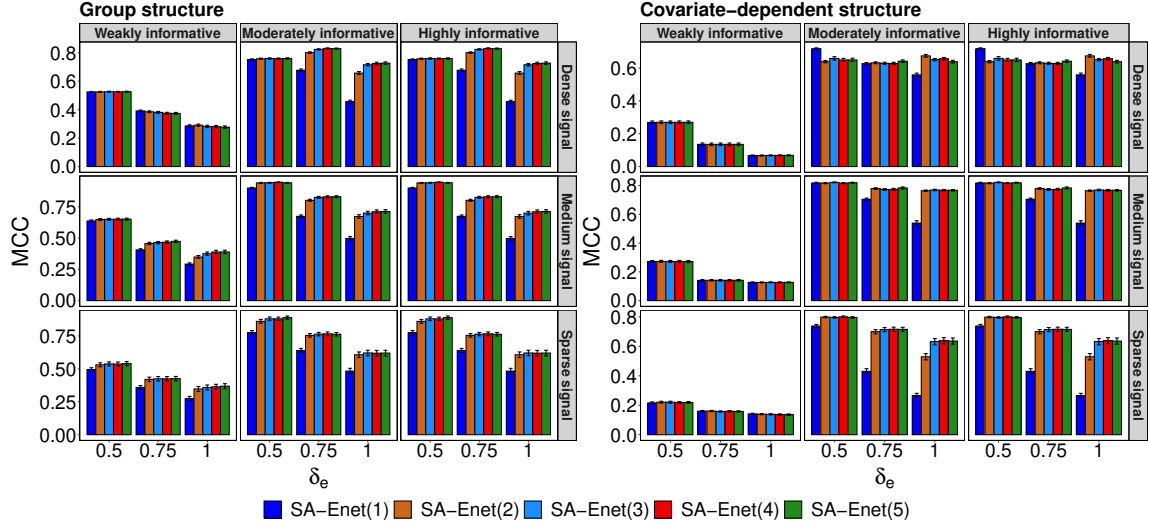 Group structure
Weakly informative Moderately informative Highly informative
0.8
0.6
0.4
0.2
0.0
Dense signal
0.75
0.50
0.25
0.00
Medium signal
0.75
0.50
0.25
0.00
Sparse signal
MCC
0.5 0.75 1 0.5 0.75 1 0.5 0.75 1
δe
Covariate−dependent structure
Weakly informative Moderately informative Highly informative
0.6
0.4
0.2
0.0
Dense signal
0.8
0.6
0.4
0.2
0.0
Medium signal
0.8
0.6
0.4
0.2
0.0
Sparse signal
MCC
0.5 0.75 1 0.5 0.75 1 0.5 0.75 1
δe
SA−Enet(1) SA−Enet(2) SA−Enet(3) SA−Enet(4) SA−Enet(5)